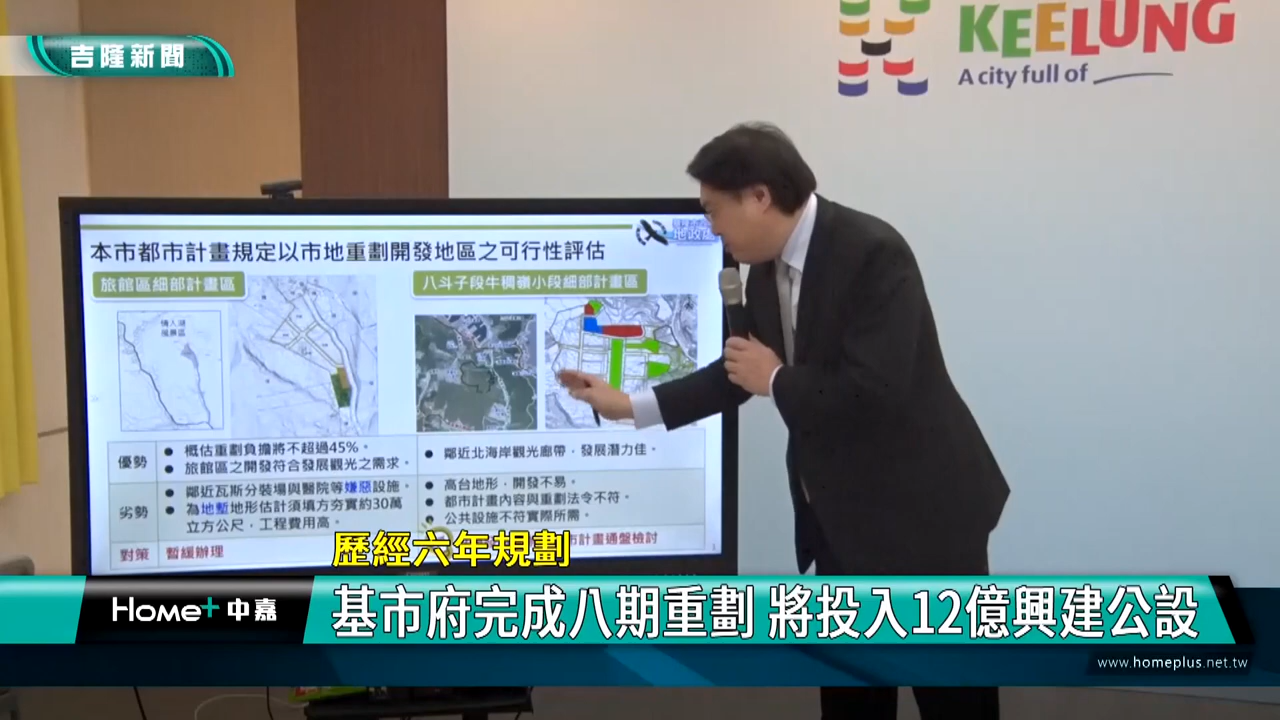 吉隆新聞
KEELUNG
A city full of
本市都市計畫規定以市地重劃開發地區之可行性評估
旅館區細部計畫區
八斗子段牛稠嶺小段細部計畫區
情人湖
風景區
優勢
概估重劃負擔將不超過45%。
旅館區之開發符合發展觀光之需求。
鄰近北海岸觀光廊帶，發展潛力佳。
劣勢
鄰近瓦斯分裝場與醫院等嫌惡設施。
為地塹地形估計須填方夯實約30萬
立方公尺，工程費用高。
高台地形，開發不易。
都市計畫內容與重劃法令不符。
公共設施不符實際所需。
對策
暫緩辦理
市計畫通盤檢討
歷經六年規劃
Home+中嘉
基市府完成八期重劃 將投入12億興建公設
www.homeplus.net.tw